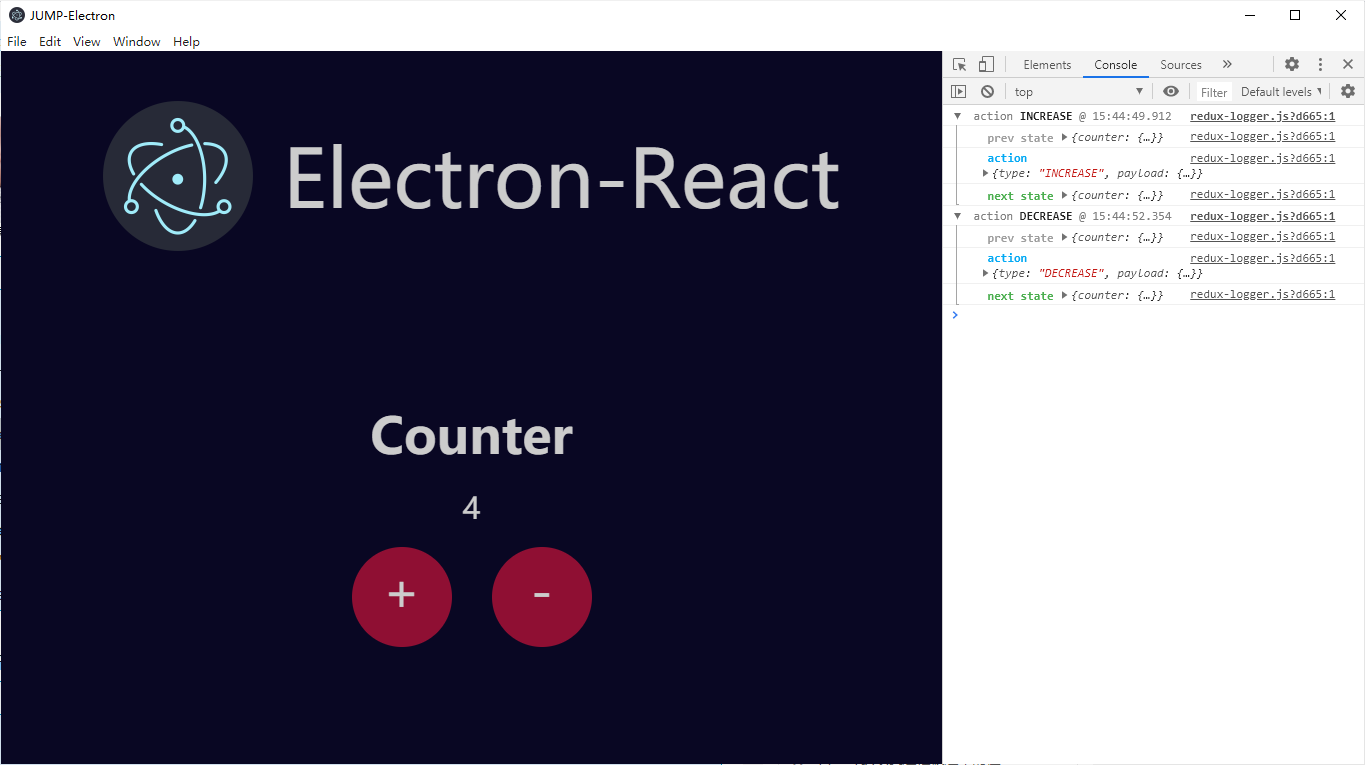 JUMP-Electron
File Edit View Window Help
Electron-React
Counter
4
+ -
Elements Console Sources »
top Filter Default levels
action INCREASE @ 15:44:49.912 redux-logger.js?d665:1
prev state {counter: {…}} redux-logger.js?d665:1
action redux-logger.js?d665:1
{type: "INCREASE", payload: {…}}
next state {counter: {…}} redux-logger.js?d665:1
action DECREASE @ 15:44:52.354 redux-logger.js?d665:1
prev state {counter: {…}} redux-logger.js?d665:1
action redux-logger.js?d665:1
{type: "DECREASE", payload: {…}}
next state {counter: {…}} redux-logger.js?d665:1